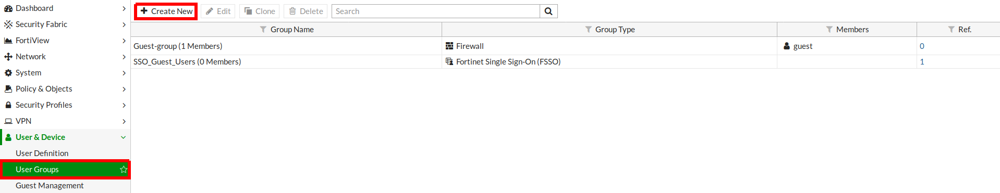 Dashboard
Security Fabric
FortiView
Network
System
Policy & Objects
Security Profiles
VPN
User & Device
User Definition
User Groups
Guest Management
Create New Edit Clone Delete Search
Group Name Group Type Members Ref.
Guest-group (1 Members) Firewall guest 0
SSO_Guest_Users (0 Members) Fortinet Single Sign-On (FSSO) 1